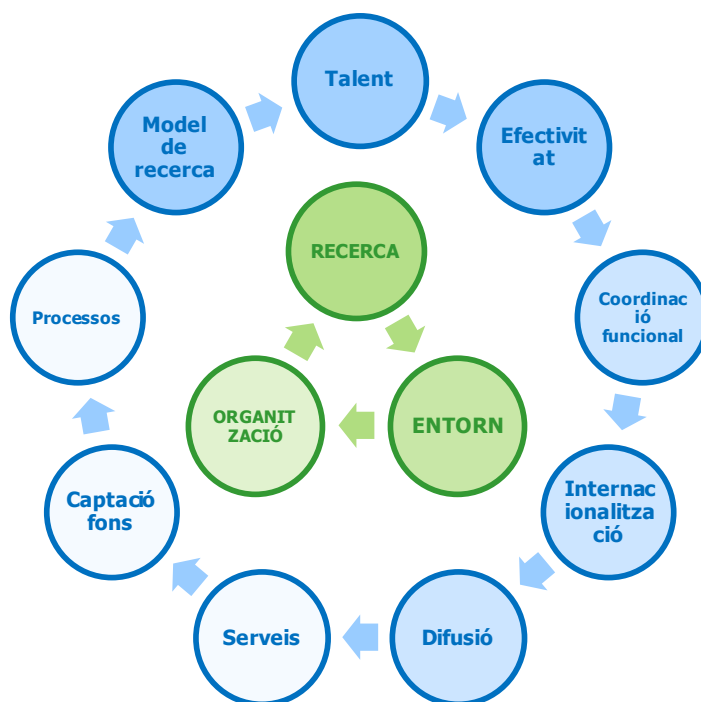 Talent
Efectivit
at
Coordinac
ió
funcional
Internac
ionalitza
ció
Difusió
Serveis
Captació
fons
Processos
Model
de
recerca
RECERCA
ENTORN
ORGANIT
ZACIÓ